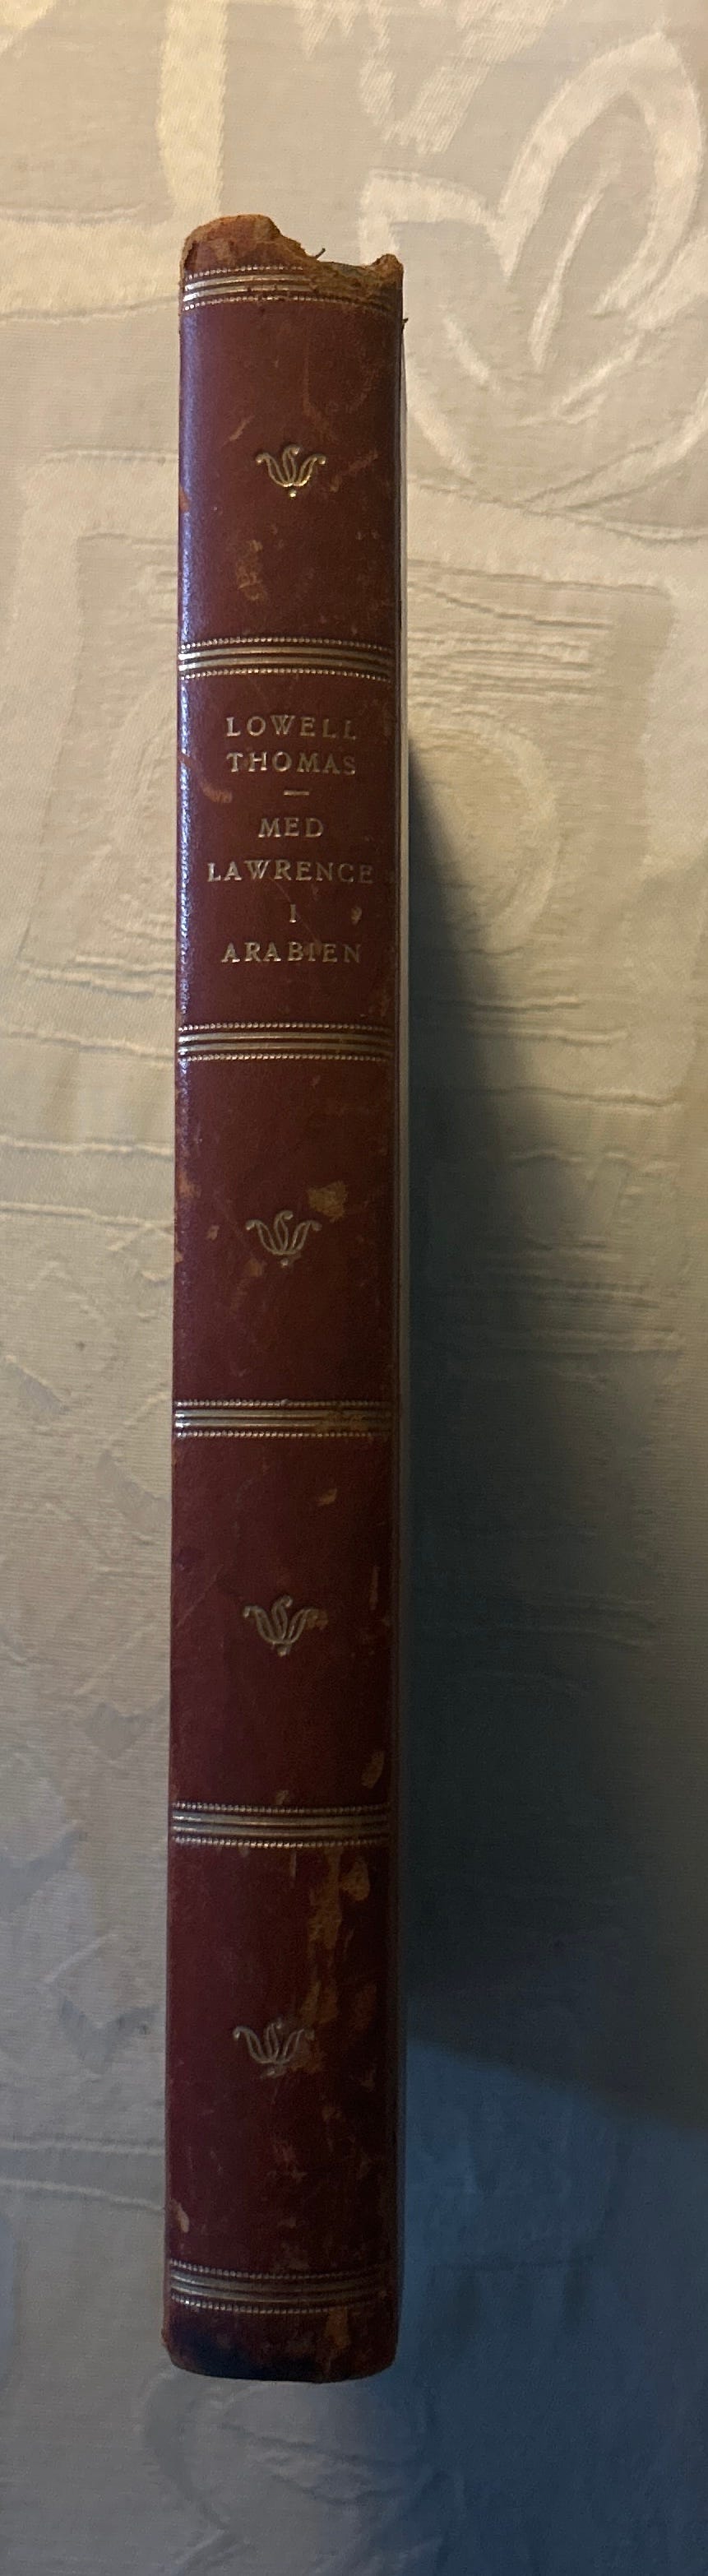 LOWELL
THOMAS
—
MED
LAWRENCE
I
ARABIEN